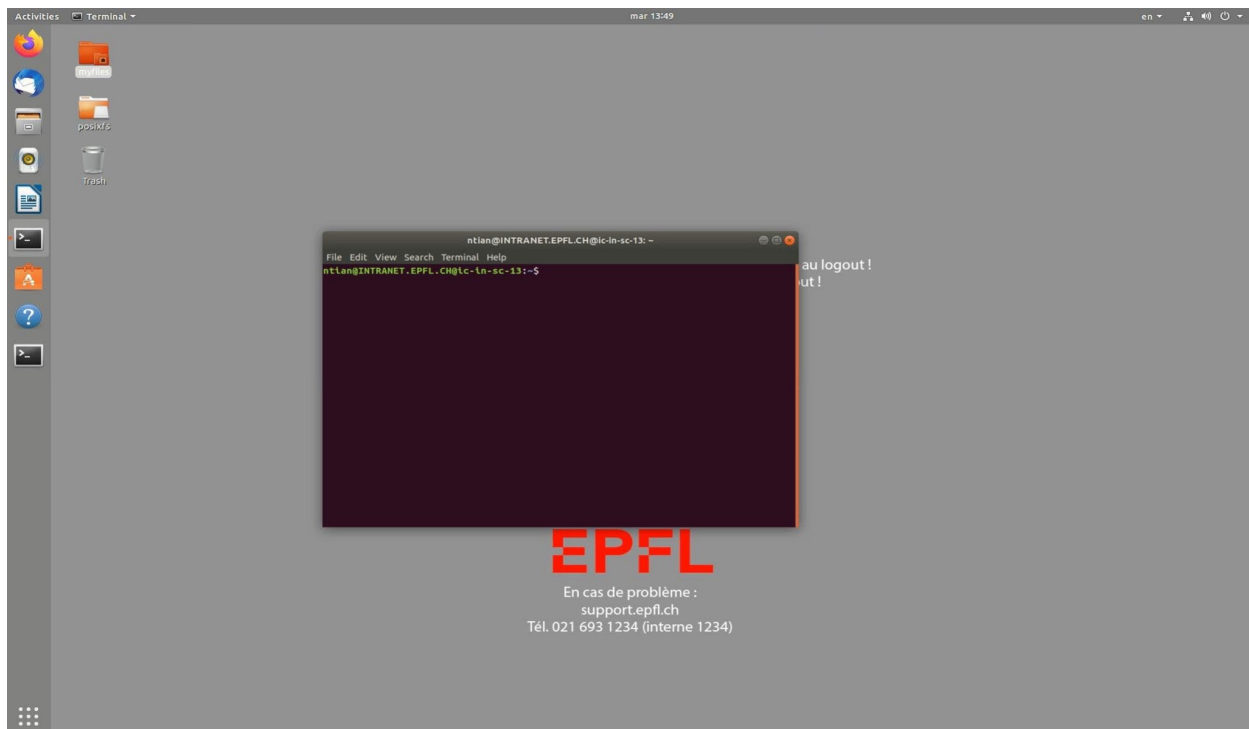 Activities Terminal mar 13:49 en
myfiles
posixfs
Trash
ntian@INTRANET.EPFL.CH@ic-in-sc-13: ~
File Edit View Search Terminal Help
ntian@INTRANET.EPFL.CH@ic-in-sc-13:~$
au logout !
ut !
EPFL
En cas de problème :
support.epfl.ch
Tél. 021 693 1234 (interne 1234)